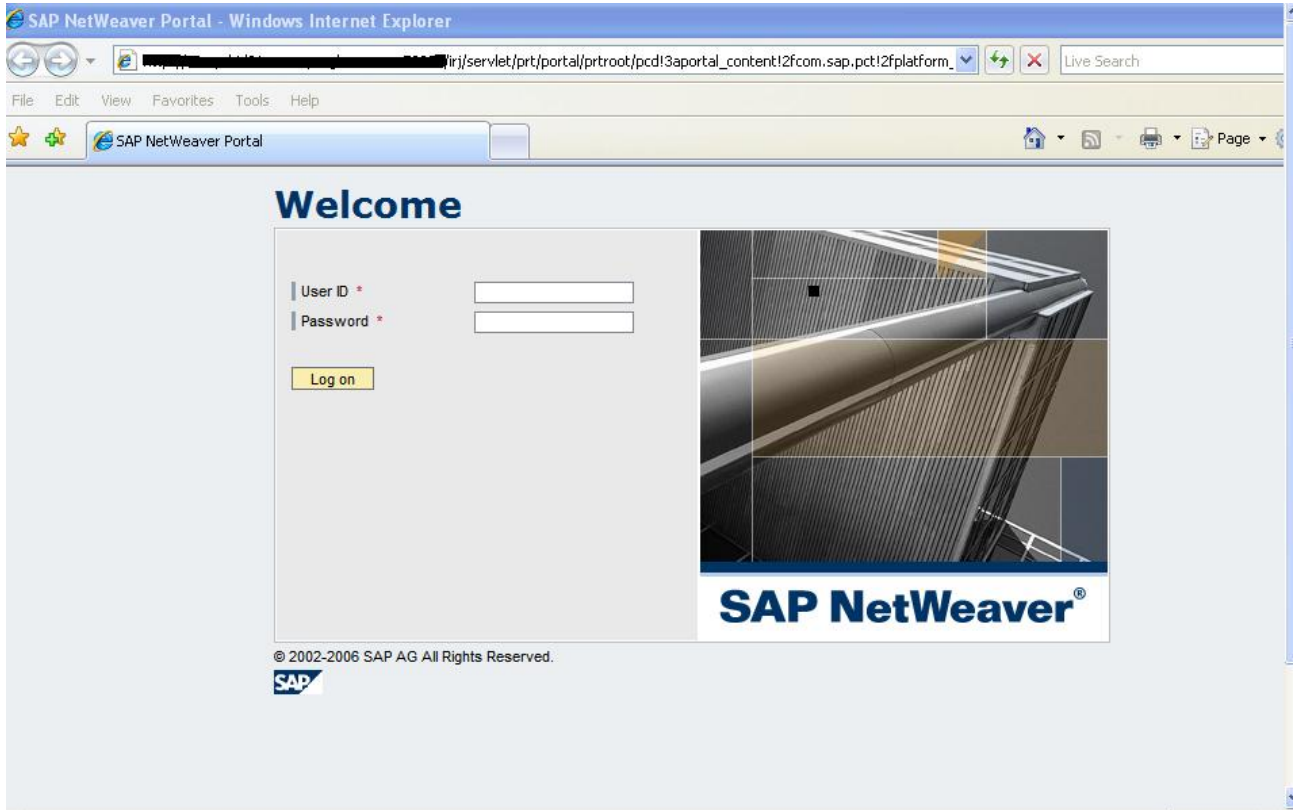 SAP NetWeaver Portal - Windows Internet Explorer
/irj/servlet/prt/portal/prtroot/pcd!3aportal_content!2fcom.sap.pct!2fplatform_ Live Search
File Edit View Favorites Tools Help
SAP NetWeaver Portal Page
Welcome
User ID *
Password *
Log on
SAP NetWeaver®
© 2002-2006 SAP AG All Rights Reserved.
SAP